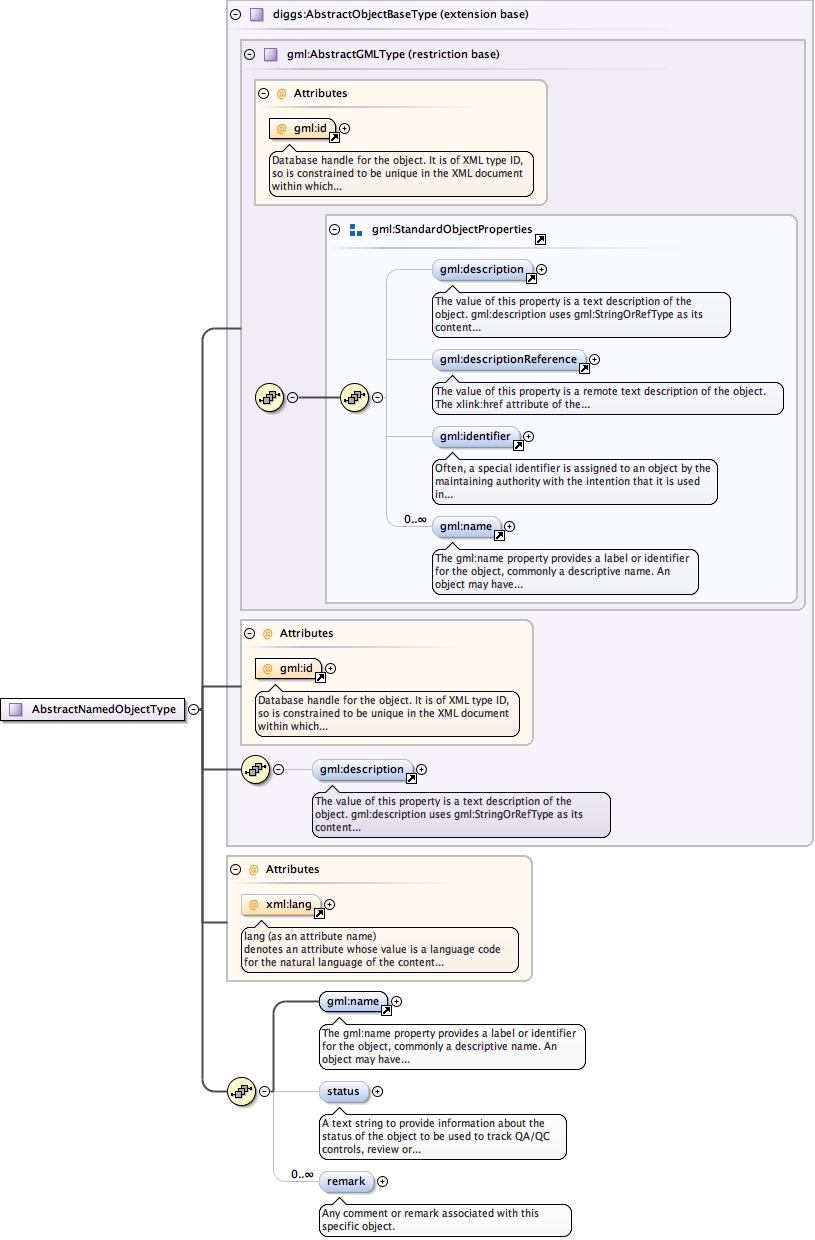 diggs:AbstractObjectBaseType (extension base)
gml:AbstractGMLType (restriction base)
@ Attributes
@ gml:id
Database handle for the object. It is of XML type ID,
so is constrained to be unique in the XML document
within which...
gml:StandardObjectProperties
gml:description
The value of this property is a text description of the
object. gml:description uses gml:StringOrRefType as its
content...
gml:descriptionReference
The value of this property is a remote text description of the object.
The xlink:href attribute of the...
gml:identifier
Often, a special identifier is assigned to an object by the
maintaining authority with the intention that it is used
in...
0..∞
gml:name
The gml:name property provides a label or identifier
for the object, commonly a descriptive name. An
object may have...
@ Attributes
@ gml:id
Database handle for the object. It is of XML type ID,
so is constrained to be unique in the XML document
within which...
AbstractNamedObjectType
gml:description
The value of this property is a text description of the
object. gml:description uses gml:StringOrRefType as its
content...
@ Attributes
@ xml:lang
lang (as an attribute name)
denotes an attribute whose value is a language code
for the natural language of the content...
gml:name
The gml:name property provides a label or identifier
for the object, commonly a descriptive name. An
object may have...
status
A text string to provide information about the
status of the object to be used to track QA/QC
controls, review or...
0..∞
remark
Any comment or remark associated with this
specific object.